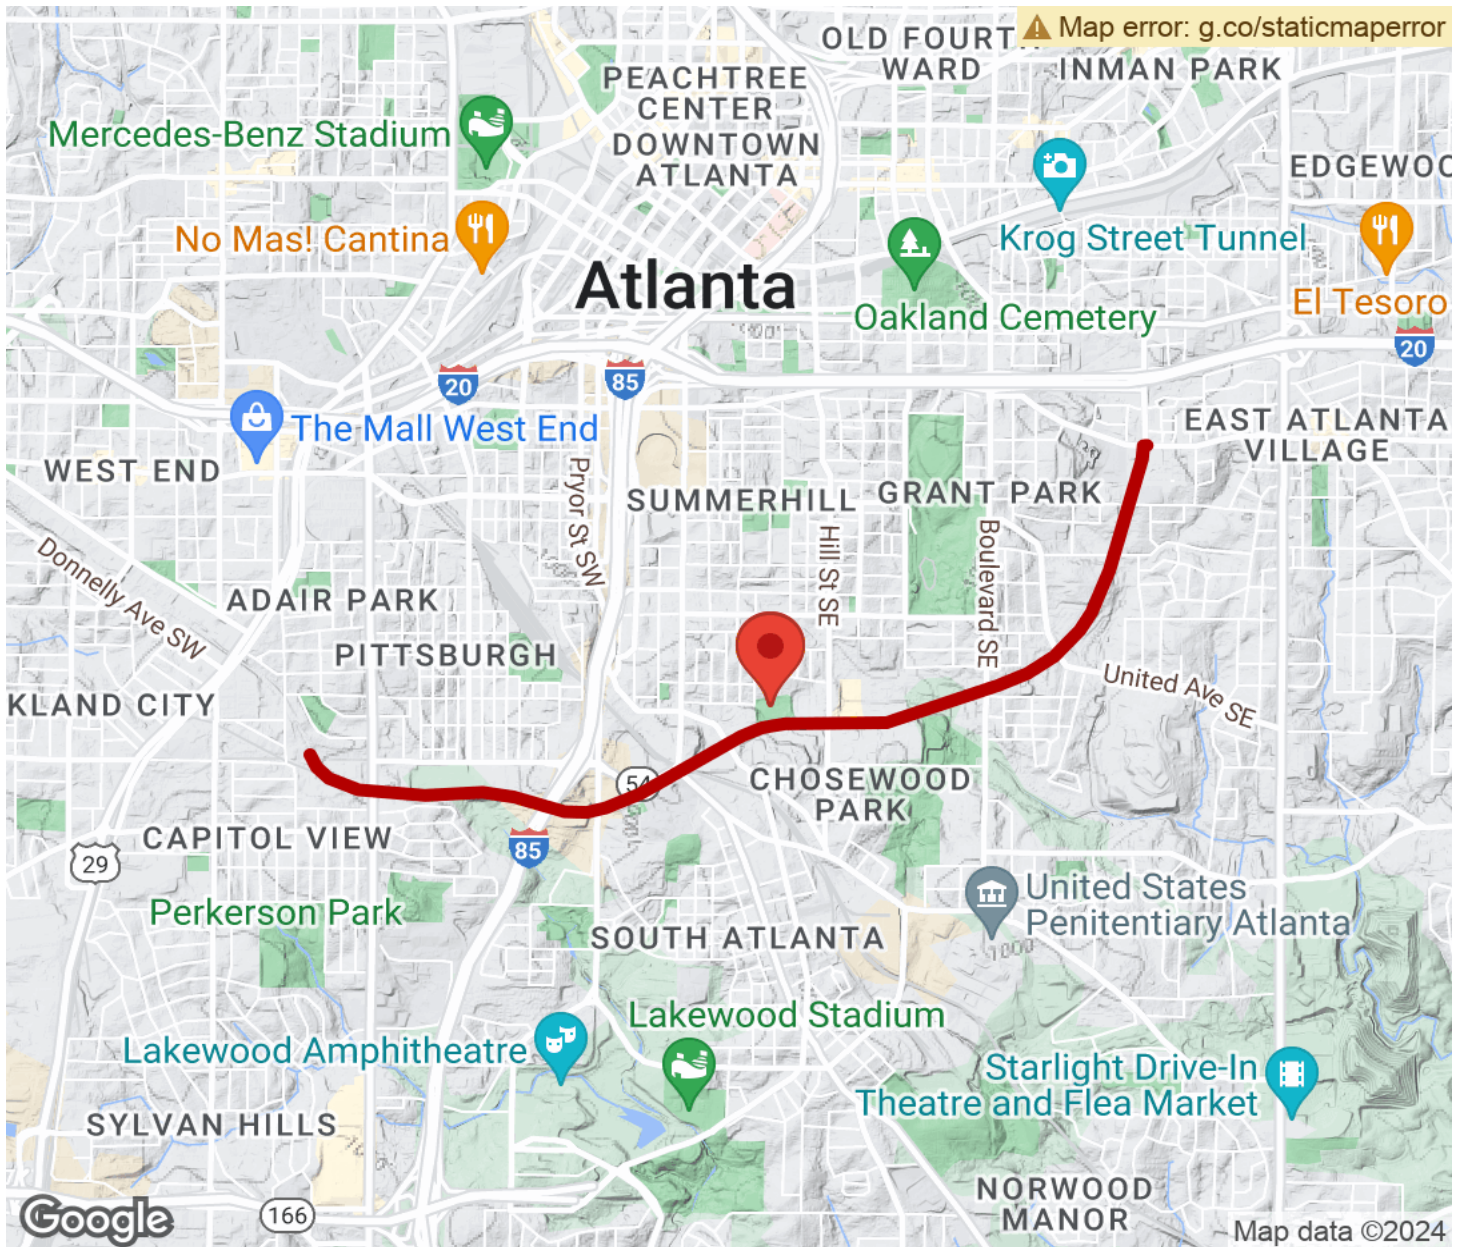 Map error: g.co/staticmaperror
OLD FOURTH
WARD
INMAN PARK
PEACHTREE
CENTER
DOWNTOWN
ATLANTA
Mercedes-Benz Stadium
EDGEWOO
No Mas! Cantina
Krog Street Tunnel
Atlanta
Oakland Cemetery
El Tesoro
20
85
20
The Mall West End
EAST ATLANTA
VILLAGE
WEST END
Pryor St SW
SUMMERHILL
GRANT PARK
Hill St SE
Boulevard SE
Donnelly Ave SW
ADAIR PARK
PITTSBURGH
United Ave SE
KLAND CITY
54
CHOSEWOOD
PARK
CAPITOL VIEW
85
29
United States
Penitentiary Atlanta
Perkerson Park
SOUTH ATLANTA
1000
Lakewood Stadium
Lakewood Amphitheatre
Starlight Drive-In
Theatre and Flea Market
SYLVAN HILLS
NORWOOD
MANOR
166
Google
Map data ©2024